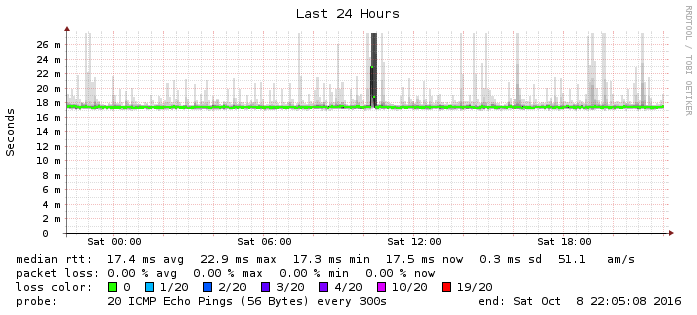 Last 24 Hours
RRDTOOL / TOBI OETIKER
Seconds
26 m
24 m
22 m
20 m
18 m
16 m
14 m
12 m
10 m
8 m
6 m
4 m
2 m
0
Sat 00:00 Sat 06:00 Sat 12:00 Sat 18:00
median rtt: 17.4 ms avg 22.9 ms max 17.3 ms min 17.5 ms now 0.3 ms sd 51.1 am/s
packet loss: 0.00 % avg 0.00 % max 0.00 % min 0.00 % now
loss color: 0 1/20 2/20 3/20 4/20 10/20 19/20
probe: 20 ICMP Echo Pings (56 Bytes) every 300s end: Sat Oct 8 22:05:08 2016